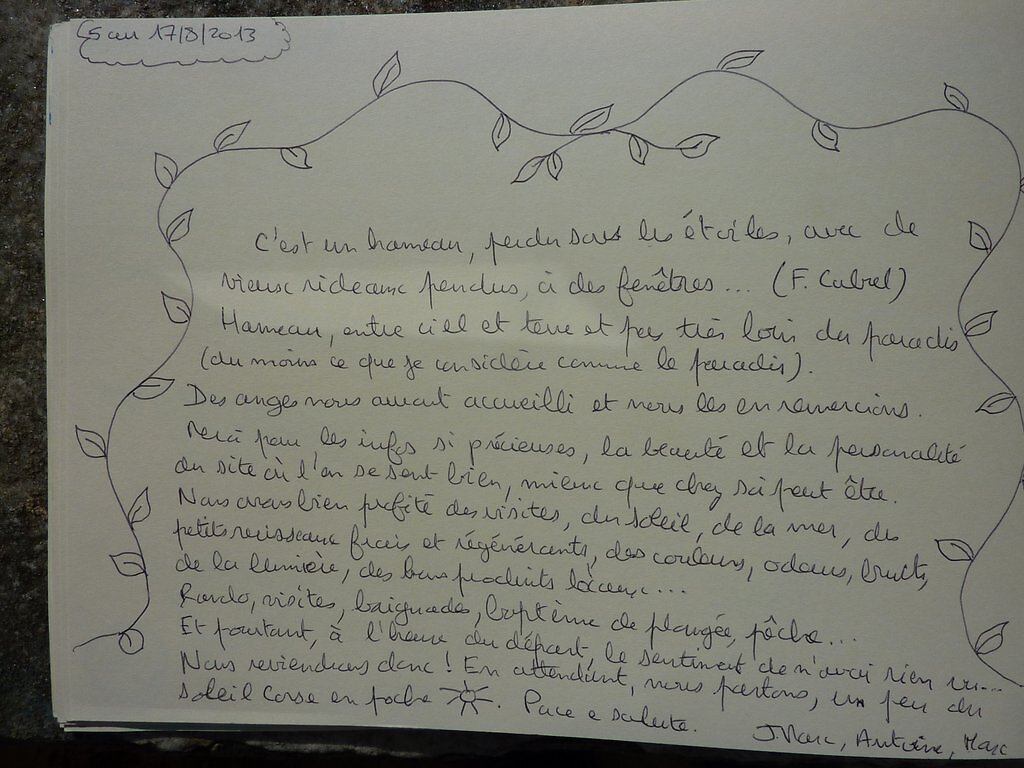 5 au 17/8/2013
C'est un hameau, perdu sous les étoiles, avec de
vieux rideaux pendus, à des fenêtres... (F. Cabrel)
Hameau, entre ciel et terre et pas très loin du paradis
(du moins ce que je considère comme le paradis).
Des anges nous auront accueilli et nous les en remercions.
Merci pour les infos si précieuses, la beauté et la personalité
du site où l'on se sent bien, mieux que chez soi peut être.
Nous avons bien profité des visites, du soleil, de la mer, des
petits ruisseaux frais et régénérants, des couleurs, odeurs, bruits,
de la lumière, des bons produits locaux...
Rando, visites, baignades, baptême de plongée, pêche...
Et pourtant, à l'heure du départ, le sentiment de n'avoir rien vu...
Nous reviendrons donc! En attendant, nous partons, un peu du
soleil Corse en poche . Pace e salute.
J.Marc, Antoine, Marc